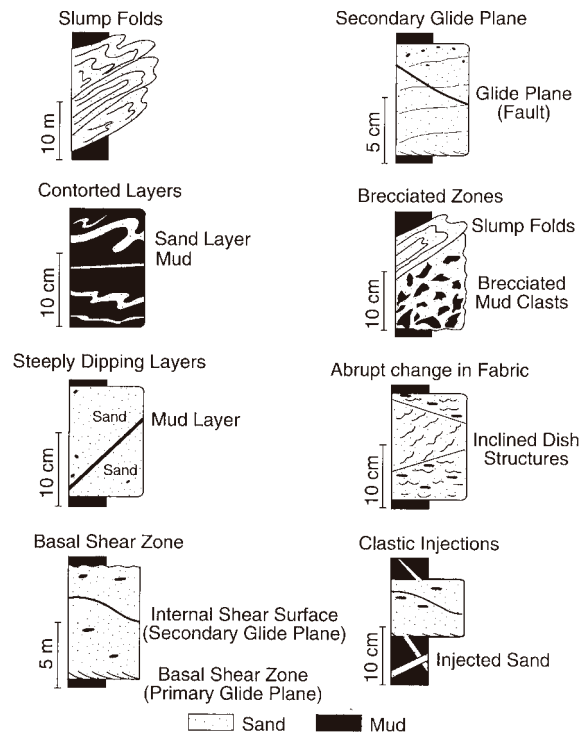 Slump Folds
10 m
Secondary Glide Plane
Glide Plane
(Fault)
5 cm
Contorted Layers
Sand Layer
Mud
10 cm
Brecciated Zones
Slump Folds
Brecciated
Mud Clasts
10 cm
Steeply Dipping Layers
Sand
Mud Layer
Sand
10 cm
Abrupt change in Fabric
Inclined Dish
Structures
10 cm
Basal Shear Zone
Internal Shear Surface
(Secondary Glide Plane)
5 m
Basal Shear Zone
(Primary Glide Plane)
Clastic Injections
10 cm
Injected Sand
Sand
Mud